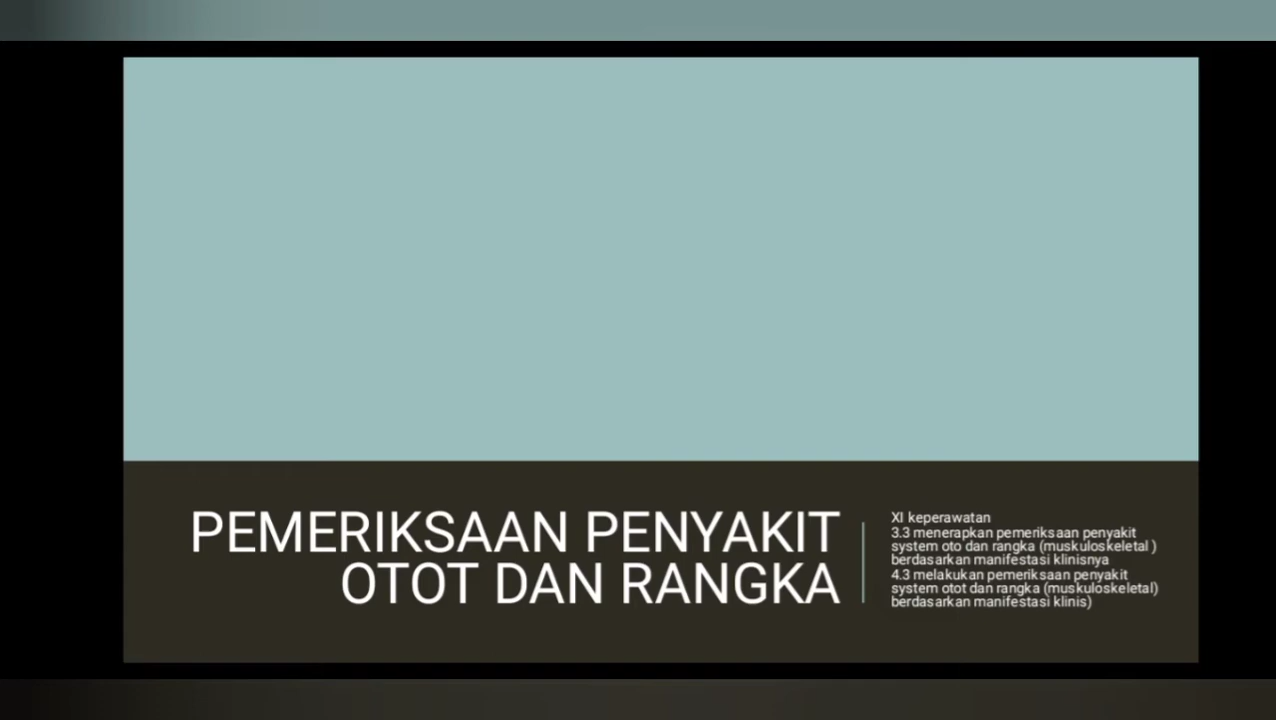 PEMERIKSAAN PENYAKIT
OTOT DAN RANGKA
XI keperawatan
3.3 menerapkan pemeriksaan penyakit
system oto dan rangka (muskuloskeletal )
berdasarkan manifestasi klinisnya
4.3 melakukan pemeriksaan penyakit
system otot dan rangka (muskuloskeletal)
berdasarkan manifestasi klinis)